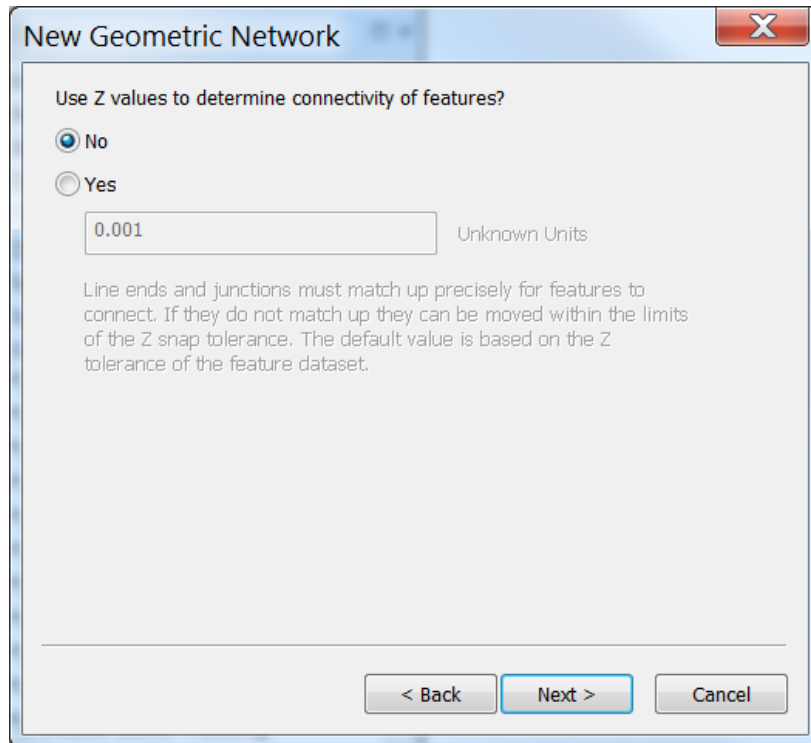 New Geometric Network
Use Z values to determine connectivity of features?
No
Yes
0.001 Unknown Units
Line ends and junctions must match up precisely for features to
connect. If they do not match up they can be moved within the limits
of the Z snap tolerance. The default value is based on the Z
tolerance of the feature dataset.
< Back Next > Cancel